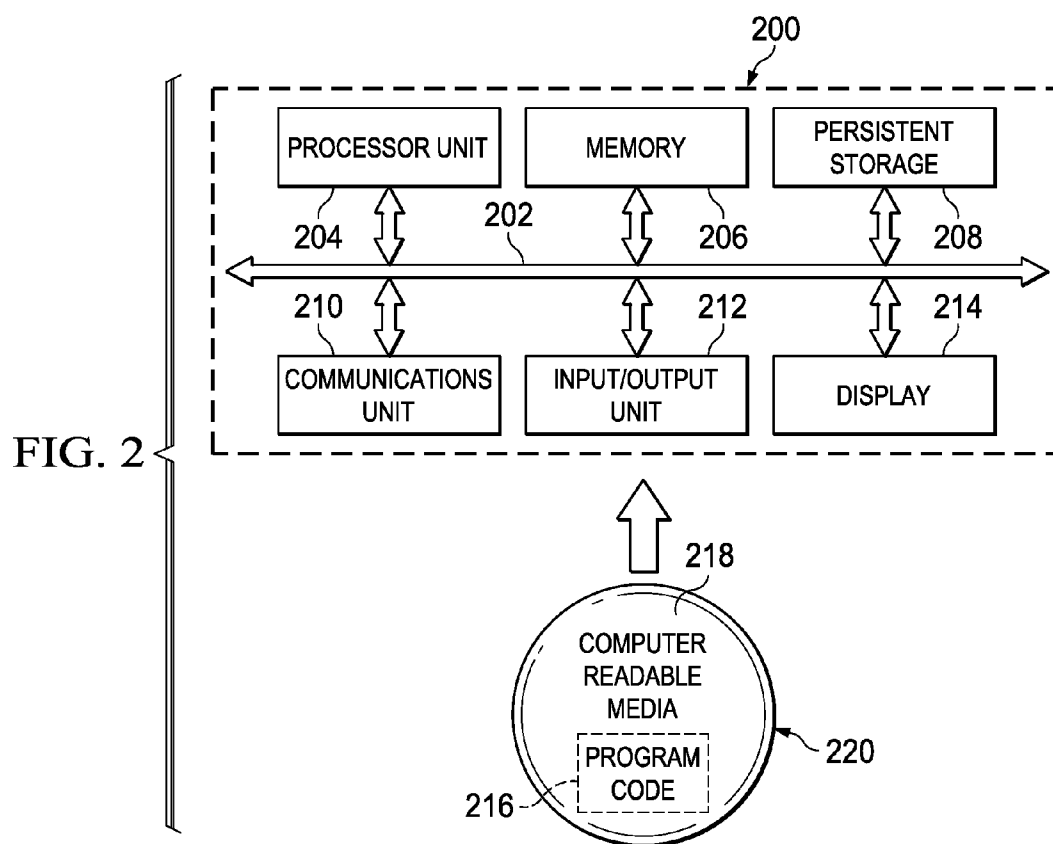 200
PROCESSOR UNIT
MEMORY
PERSISTENT
STORAGE
204
202
206
208
210
212
214
COMMUNICATIONS
UNIT
INPUT/OUTPUT
UNIT
DISPLAY
FIG. 2
218
COMPUTER
READABLE
MEDIA
220
PROGRAM
CODE
216